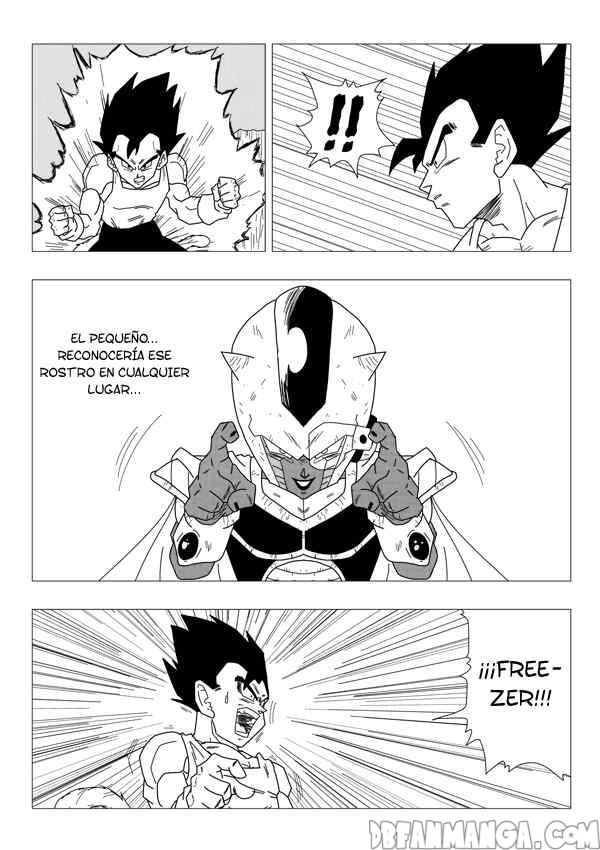 !!
EL PEQUEÑO...
RECONOCERÍA ESE
ROSTRO EN CUALQUIER
LUGAR...
¡¡¡FREE-
ZER!!!
DBFANMANGA.COM